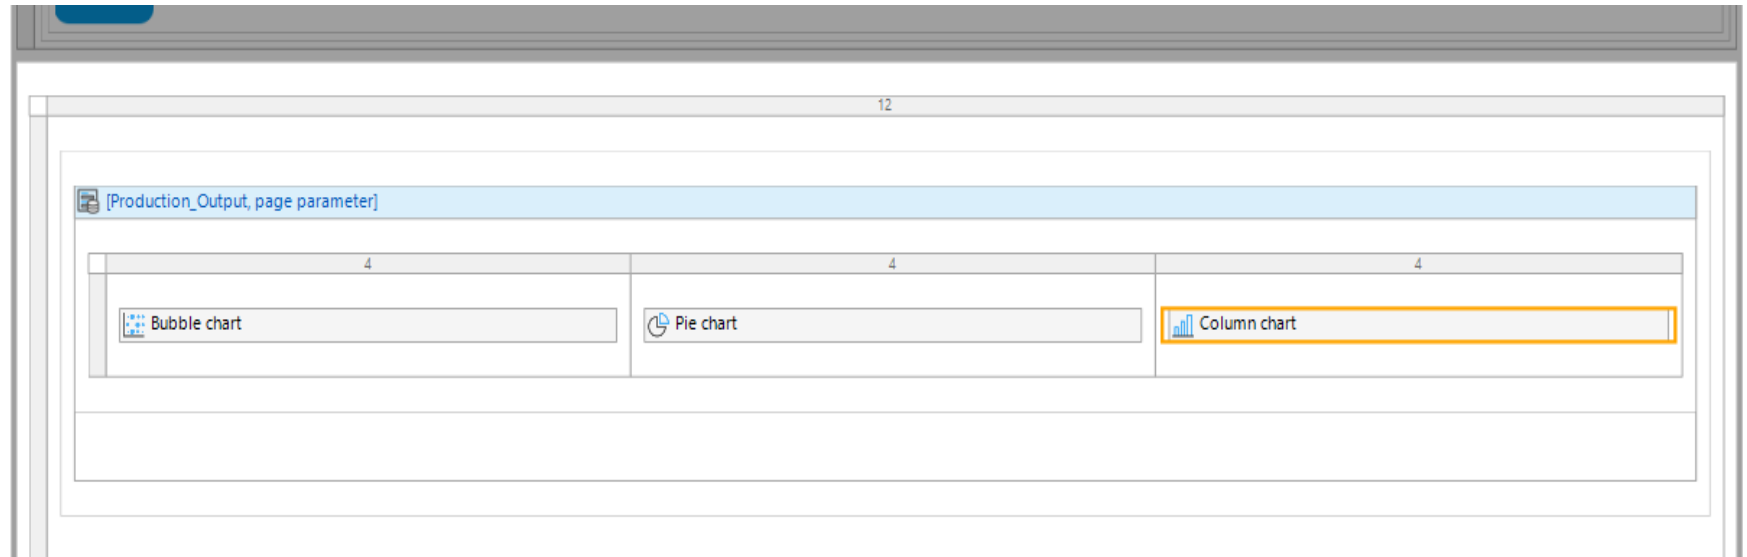 12
[Production_Output, page parameter]
4 4 4
Bubble chart Pie chart Column chart